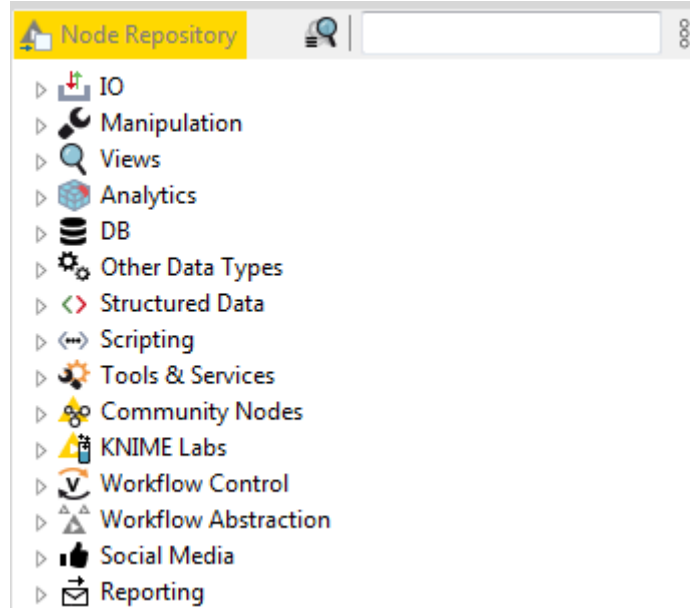 Node Repository
IO
Manipulation
Views
Analytics
DB
Other Data Types
Structured Data
Scripting
Tools & Services
Community Nodes
KNIME Labs
Workflow Control
Workflow Abstraction
Social Media
Reporting